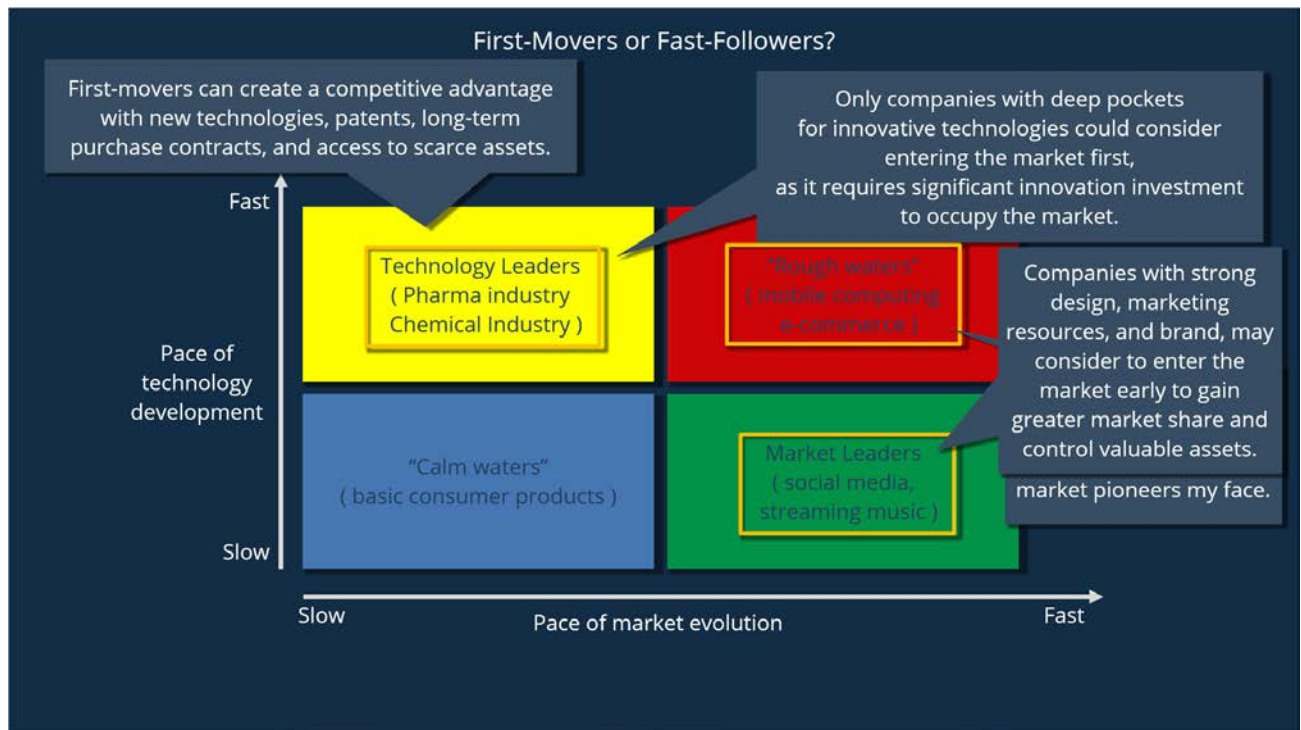 First-Movers or Fast-Followers?
First-movers can create a competitive advantage
with new technologies, patents, long-term
purchase contracts, and access to scarce assets.
Only companies with deep pockets
for innovative technologies could consider
entering the market first,
as it requires significant innovation investment
to occupy the market.
Fast
Technology Leaders
( Pharma industry
Chemical Industry )
"Rough waters"
( mobile computing
e-commerce )
Companies with strong
design, marketing
resources, and brand, may
consider to enter the
market early to gain
greater market share and
control valuable assets.
market pioneers my face.
Pace of
technology
development
"Calm waters"
( basic consumer products )
Market Leaders
( social media,
streaming music )
Slow
Slow
Pace of market evolution
Fast